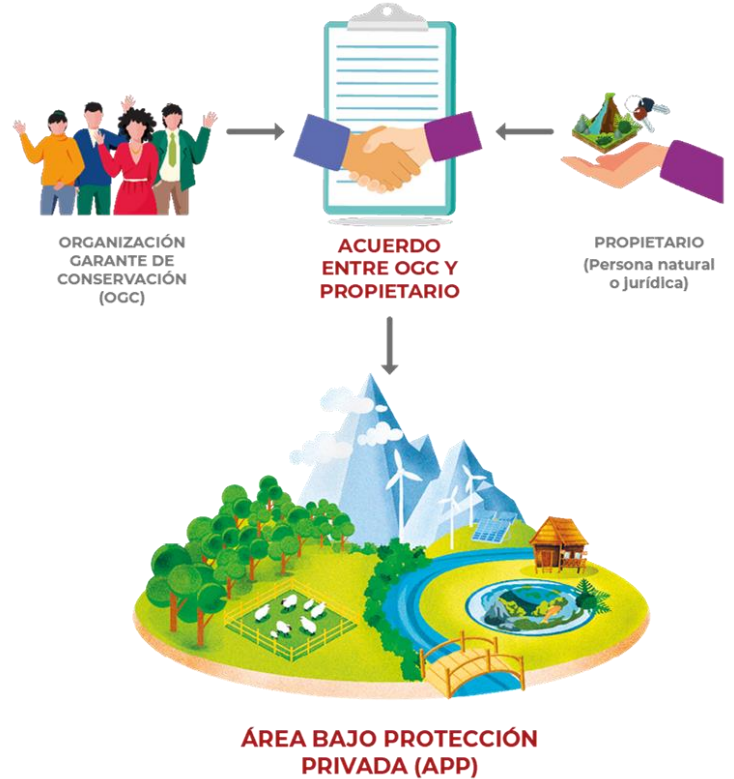 ORGANIZACIÓN
GARANTE DE
CONSERVACIÓN
(OGC)
ACUERDO
ENTRE OGC Y
PROPIETARIO
PROPIETARIO
(Persona natural
o jurídica)
ÁREA BAJO PROTECCIÓN
PRIVADA (APP)